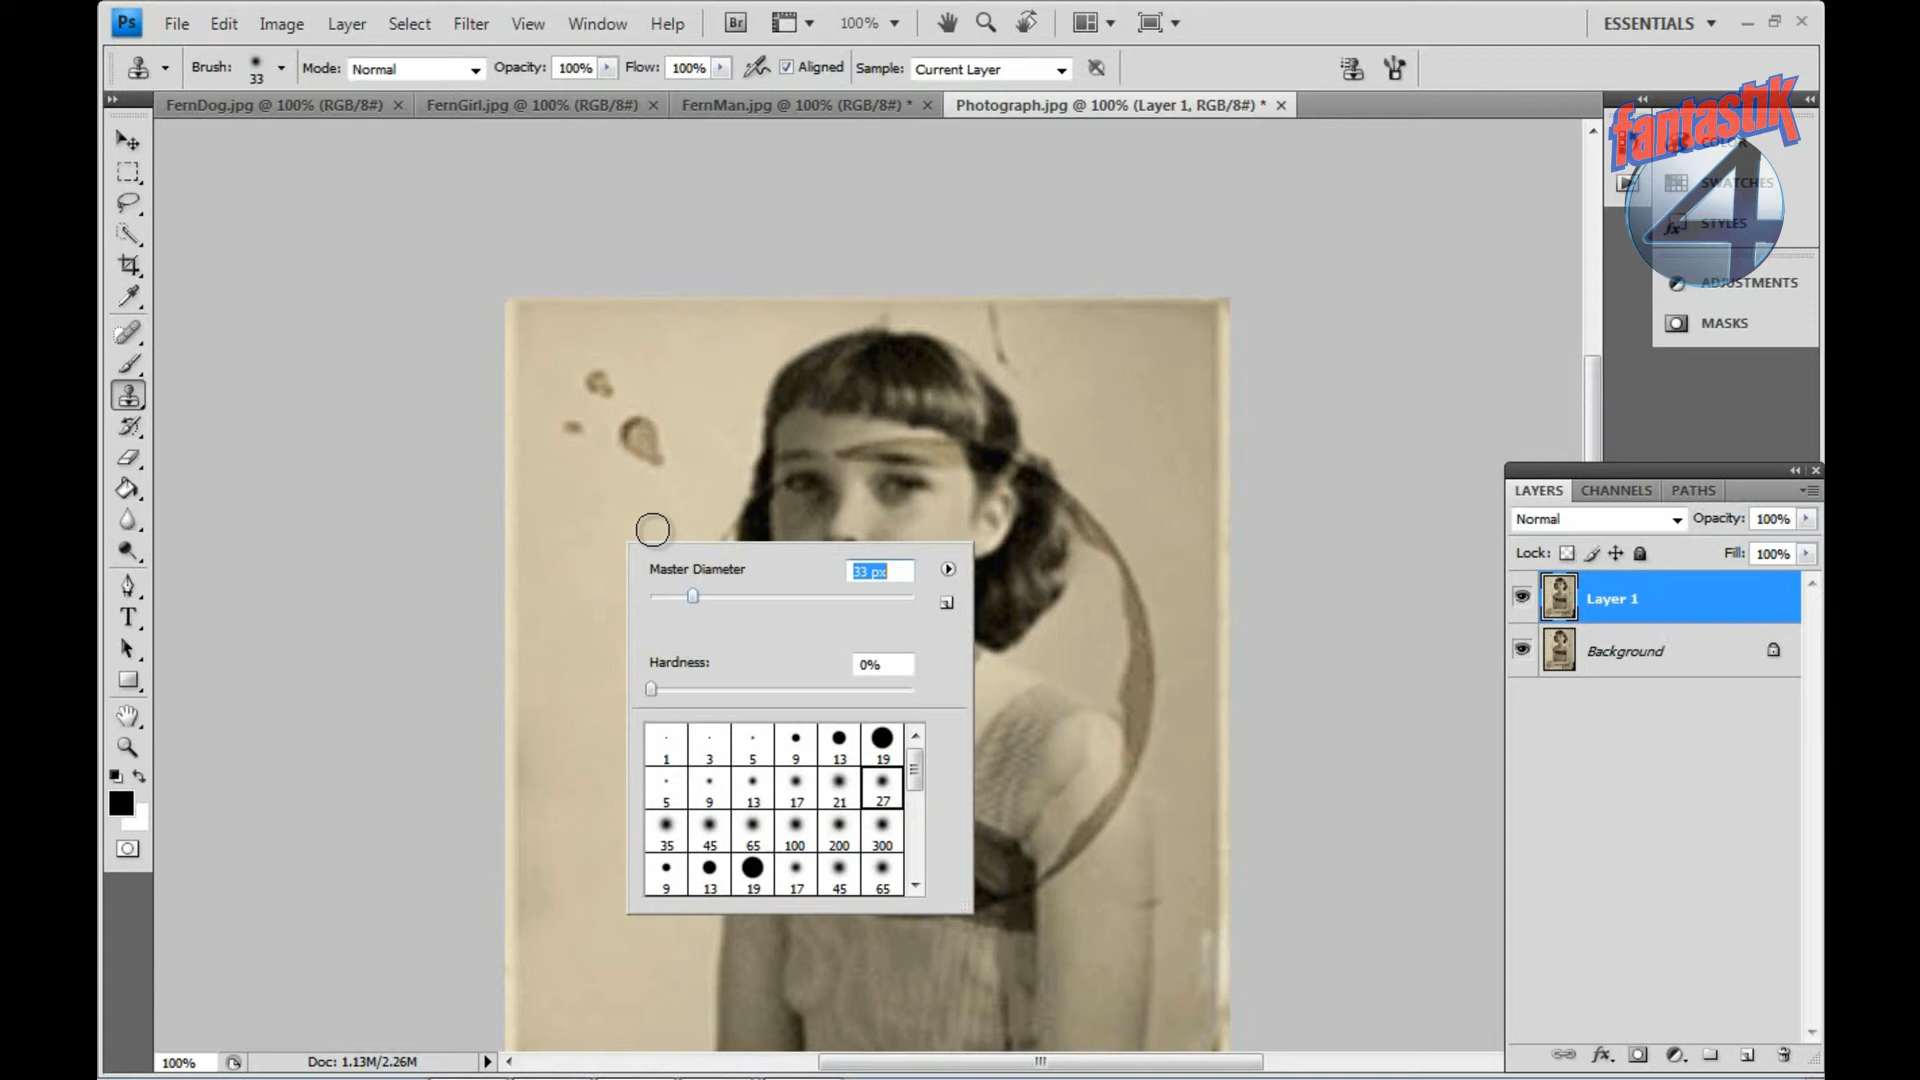 Ps File Edit Image Layer Select Filter View Window Help Br 100% ESSENTIALS
Brush: 33 Mode: Normal Opacity: 100% Flow: 100% Aligned Sample: Current Layer
FernDog.jpg @ 100% (RGB/8#) FernGirl.jpg @ 100% (RGB/8#) FernMan.jpg @ 100% (RGB/8#) * Photograph.jpg @ 100% (Layer 1, RGB/8#) *
fantastik
4
COLOR
SWATCHES
STYLES
ADJUSTMENTS
MASKS
LAYERS CHANNELS PATHS
Normal Opacity: 100%
Lock: Fill: 100%
Layer 1
Background
Master Diameter 33 px
Hardness: 0%
1 3 5 9 13 19
5 9 13 17 21 27
35 45 65 100 200 300
9 13 19 17 45 65
100% Doc: 1.13M/2.26M